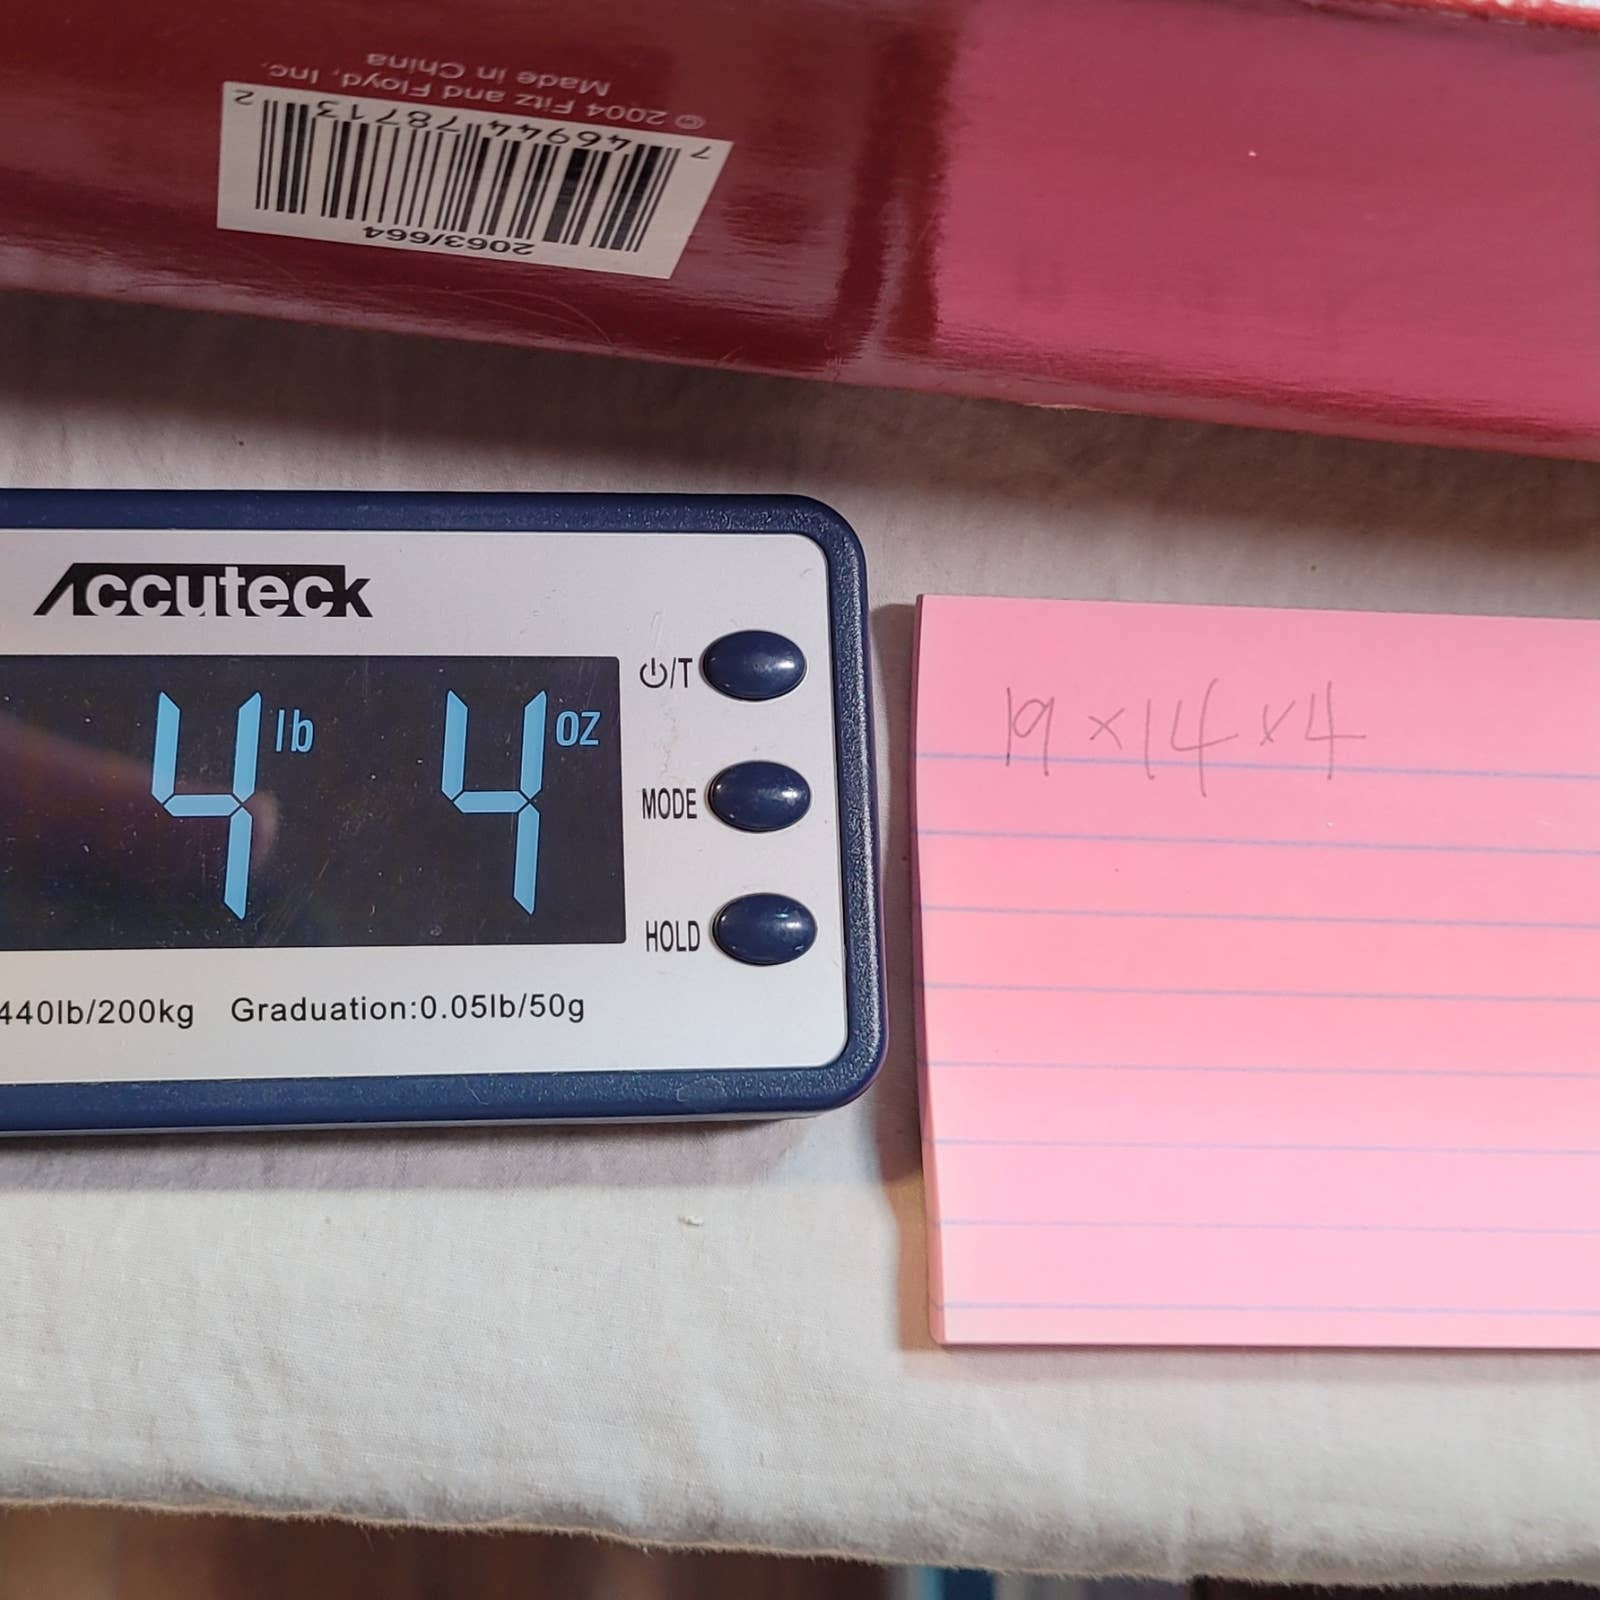 © 2004 Fitz and Floyd, Inc.
Made in China
7 46944 78713 2
2063/664
Accuteck
4 lb 4 oz
/T
MODE
HOLD
440lb/200kg Graduation:0.05lb/50g
19 x 14 x 4